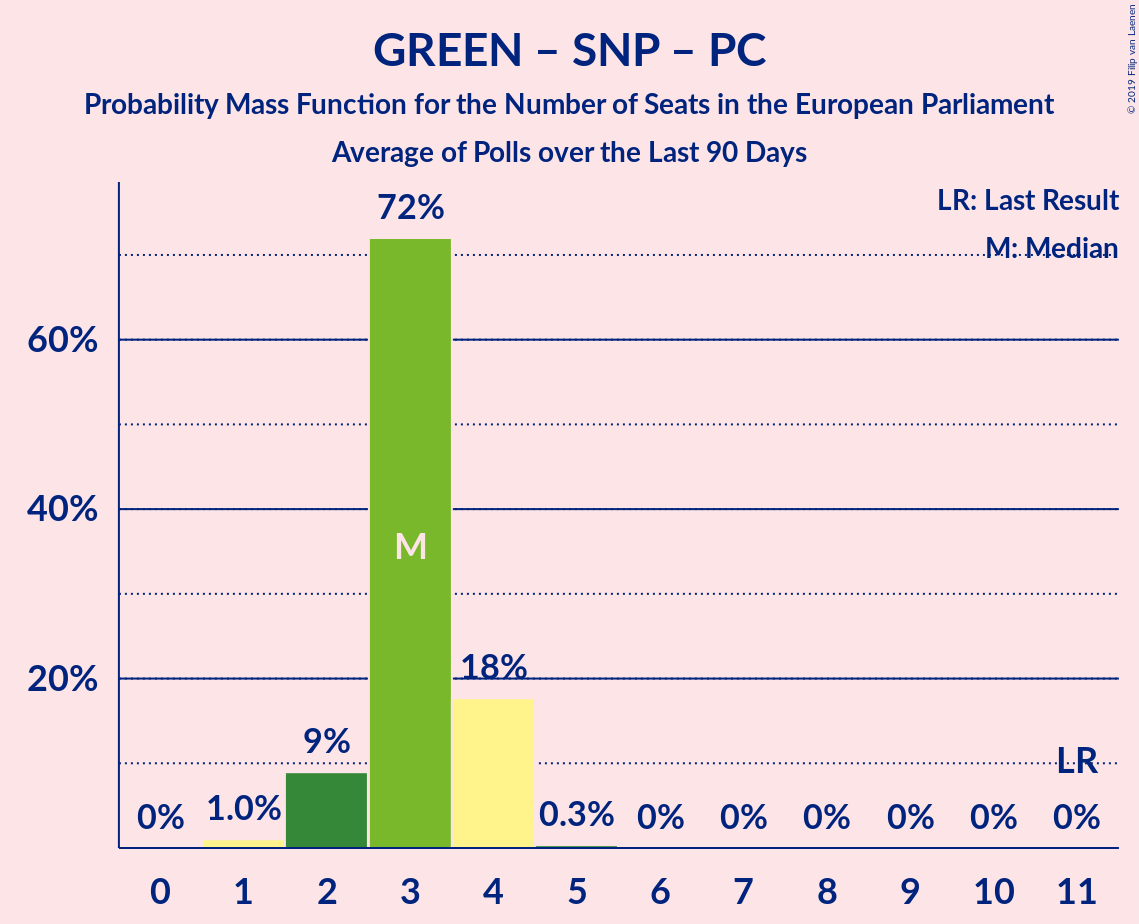 GREEN – SNP – PC
Probability Mass Function for the Number of Seats in the European Parliament
Average of Polls over the Last 90 Days
© 2019 Filip van Laenen
LR: Last Result
M: Median
72%
60%
40%
20%
M
18%
9%
LR
0% 1.0% 0.3% 0% 0% 0% 0% 0% 0%
0 1 2 3 4 5 6 7 8 9 10 11